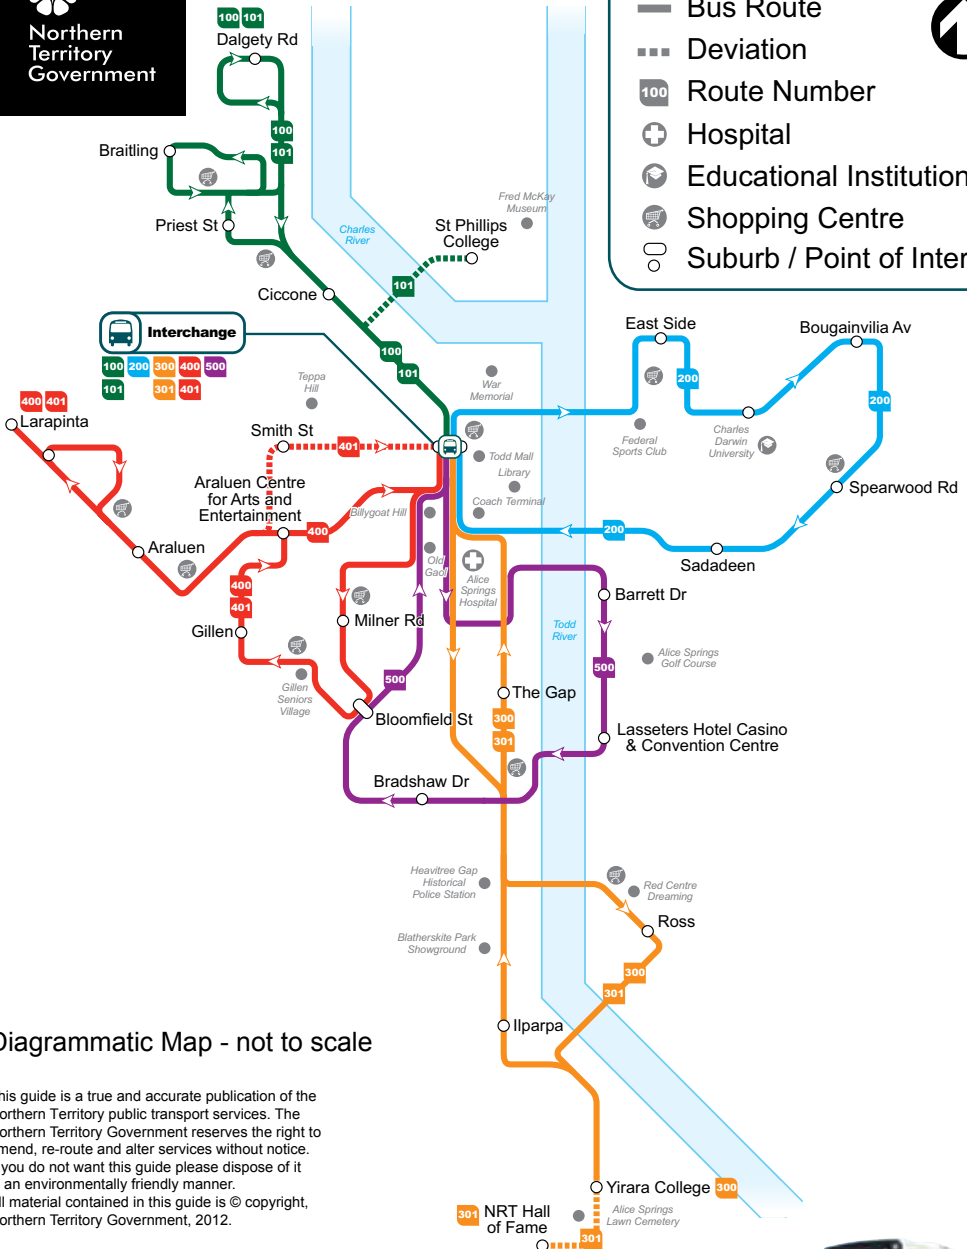 Northern
Territory
Government
100 101
Dalgety Rd
Bus Route
Deviation
100 Route Number
Hospital
Educational Institution
Shopping Centre
Suburb / Point of Inter
100
101
Braitling
Priest St
Charles
River
Fred McKay
Museum
St Phillips
College
101
Ciccone
Interchange
100 200 300 400 500
101 301 401
100
101
East Side
Bougainvilia Av
200
200
Teppa
Hill
War
Memorial
400 401
Larapinta
Smith St
401
Todd Mall
Library
Coach Terminal
Federal
Sports Club
Charles
Darwin
University
Spearwood Rd
Araluen Centre
for Arts and
Entertainment
Billygoat Hill
400
200
Araluen
Sadadeen
Old
Gaol
Alice
Springs
Hospital
400
401
Barrett Dr
Gillen
Milner Rd
Todd
River
Alice Springs
Golf Course
500
500
Gillen
Seniors
Village
The Gap
Bloomfield St
300
301
Lasseters Hotel Casino
& Convention Centre
Bradshaw Dr
Heavitree Gap
Historical
Police Station
Red Centre
Dreaming
Ross
Blatherskite Park
Showground
300
301
Ilparpa
Diagrammatic Map - not to scale
his guide is a true and accurate publication of the
orthern Territory public transport services. The
orthern Territory Government reserves the right to
mend, re-route and alter services without notice.
you do not want this guide please dispose of it
an environmentally friendly manner.
ll material contained in this guide is © copyright,
orthern Territory Government, 2012.
Yirara College 300
301 NRT Hall
of Fame
Alice Springs
Lawn Cemetery
301